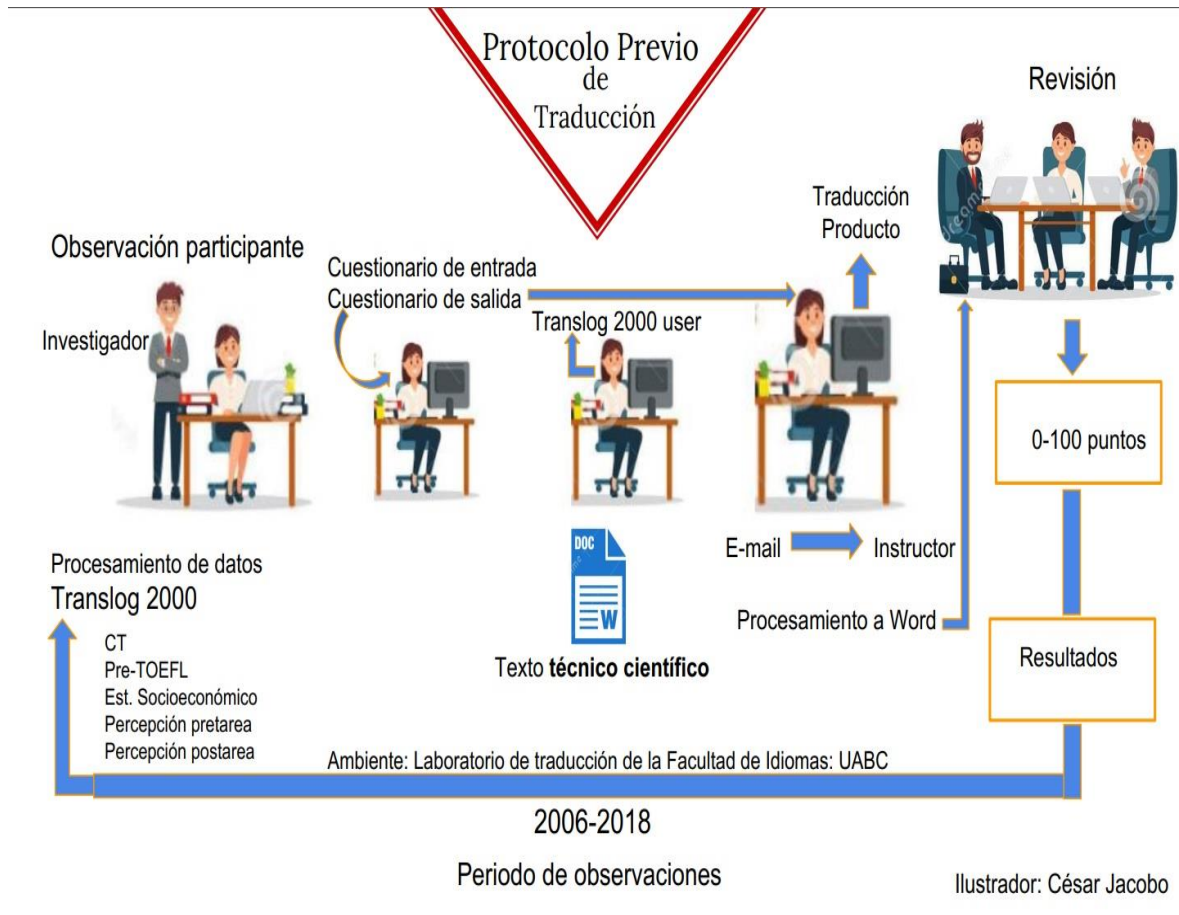 Protocolo Previo
de
Traducción
Revisión
Traducción
Producto
Observación participante
Cuestionario de entrada
Cuestionario de salida
Investigador
Translog 2000 user
0-100 puntos
DOC
W
E-mail
Instructor
Procesamiento de datos
Translog 2000
Procesamiento a Word
CT
Pre-TOEFL
Est. Socioeconómico
Percepción pretarea
Percepción postarea
Texto técnico científico
Resultados
Ambiente: Laboratorio de traducción de la Facultad de Idiomas: UABC
2006-2018
Periodo de observaciones
Ilustrador: César Jacobo